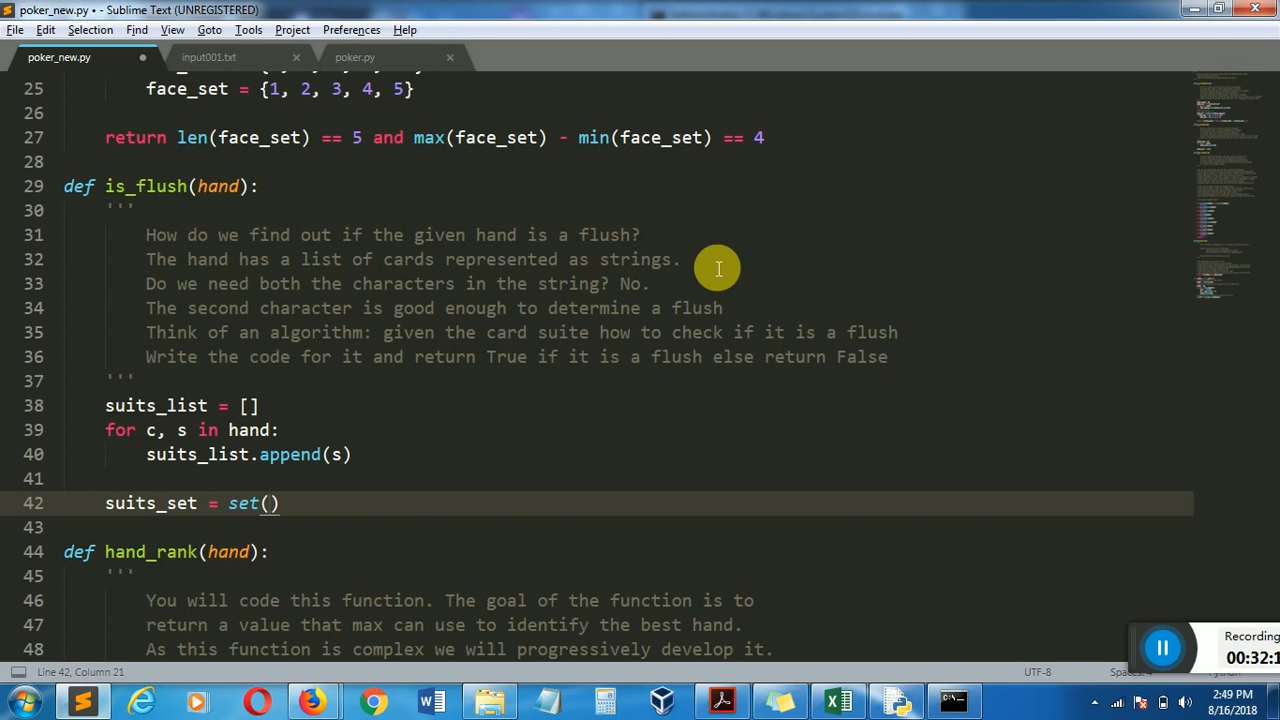 poker_new.py • - Sublime Text (UNREGISTERED)
File Edit Selection Find View Goto Tools Project Preferences Help
poker_new.py input001.txt poker.py
25 face_set = {1, 2, 3, 4, 5}
26
27 return len(face_set) == 5 and max(face_set) - min(face_set) == 4
28
29 def is_flush(hand):
30 '''
31 How do we find out if the given hand is a flush?
32 The hand has a list of cards represented as strings.
33 Do we need both the characters in the string? No.
34 The second character is good enough to determine a flush
35 Think of an algorithm: given the card suite how to check if it is a flush
36 Write the code for it and return True if it is a flush else return False
37 '''
38 suits_list = []
39 for c, s in hand:
40 suits_list.append(s)
41
42 suits_set = set()
43
44 def hand_rank(hand):
45 '''
46 You will code this function. The goal of the function is to
47 return a value that max can use to identify the best hand.
48 As this function is complex we will progressively develop it.
Recording
00:32:1
Line 42, Column 21 UTF-8
2:49 PM
8/16/2018